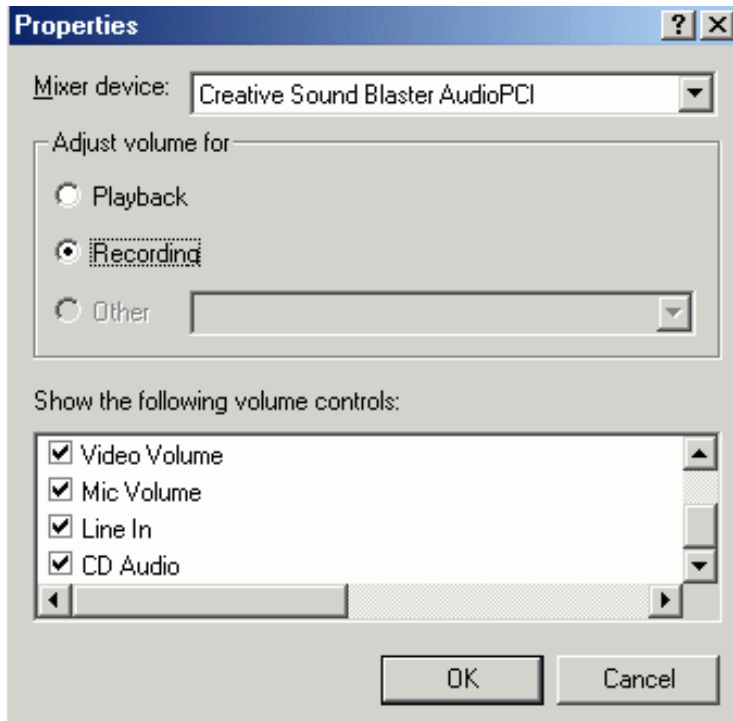 Properties
Mixer device: Creative Sound Blaster AudioPCI
Adjust volume for
Playback
Recording
Other
Show the following volume controls:
Video Volume
Mic Volume
Line In
CD Audio
OK Cancel